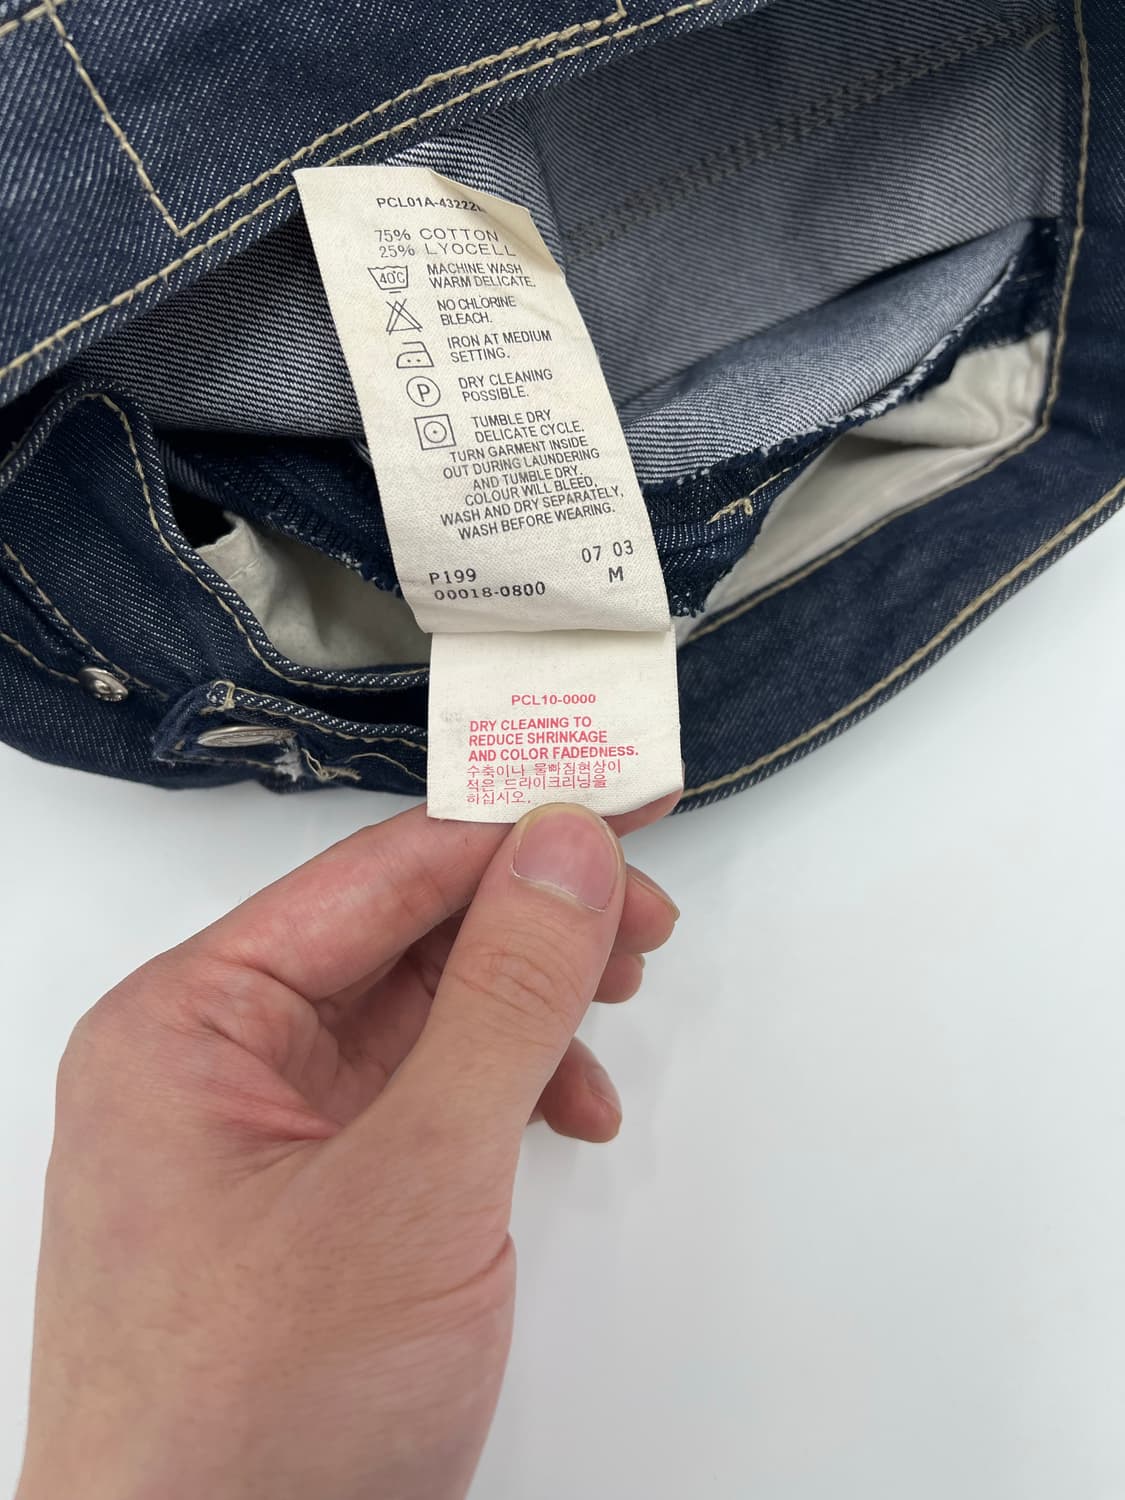 PCL01A-43222
75% COTTON
25% LYOCELL
40°C
MACHINE WASH
WARM DELICATE.
NO CHLORINE
BLEACH.
IRON AT MEDIUM
SETTING.
P
DRY CLEANING
POSSIBLE.
TUMBLE DRY
DELICATE CYCLE.
TURN GARMENT INSIDE
OUT DURING LAUNDERING
AND TUMBLE DRY.
COLOUR WILL BLEED,
WASH AND DRY SEPARATELY,
WASH BEFORE WEARING.
07 03
P199 M
00018-0800
PCL10-0000
DRY CLEANING TO
REDUCE SHRINKAGE
AND COLOR FADEDNESS.
수축이나 물빠짐현상이
적은 드라이크리닝을
하십시오.